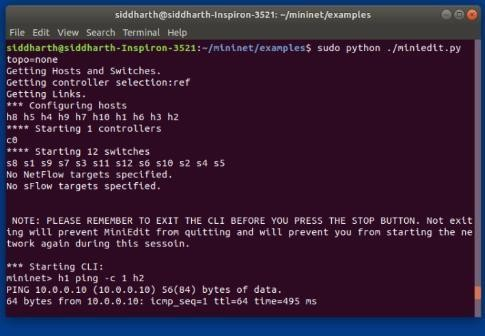 siddharth@siddharth-Inspiron-3521: ~/mininet/examples
File Edit View Search Terminal Help
siddharth@siddharth-Inspiron-3521:~/mininet/examples$ sudo python ./miniedit.py
topo=none
Getting Hosts and Switches.
Getting controller selection:ref
Getting Links.
*** Configuring hosts
h8 h5 h4 h9 h7 h10 h1 h6 h3 h2
**** Starting 1 controllers
c0
**** Starting 12 switches
s8 s1 s9 s7 s3 s11 s12 s6 s10 s2 s4 s5
No NetFlow targets specified.
No sFlow targets specified.
NOTE: PLEASE REMEMBER TO EXIT THE CLI BEFORE YOU PRESS THE STOP BUTTON. Not exit
ing will prevent MiniEdit from quitting and will prevent you from starting the ne
twork again during this sessoin.
*** Starting CLI:
mininet> h1 ping -c 1 h2
PING 10.0.0.10 (10.0.0.10) 56(84) bytes of data.
64 bytes from 10.0.0.10: icmp_seq=1 ttl=64 time=495 ms